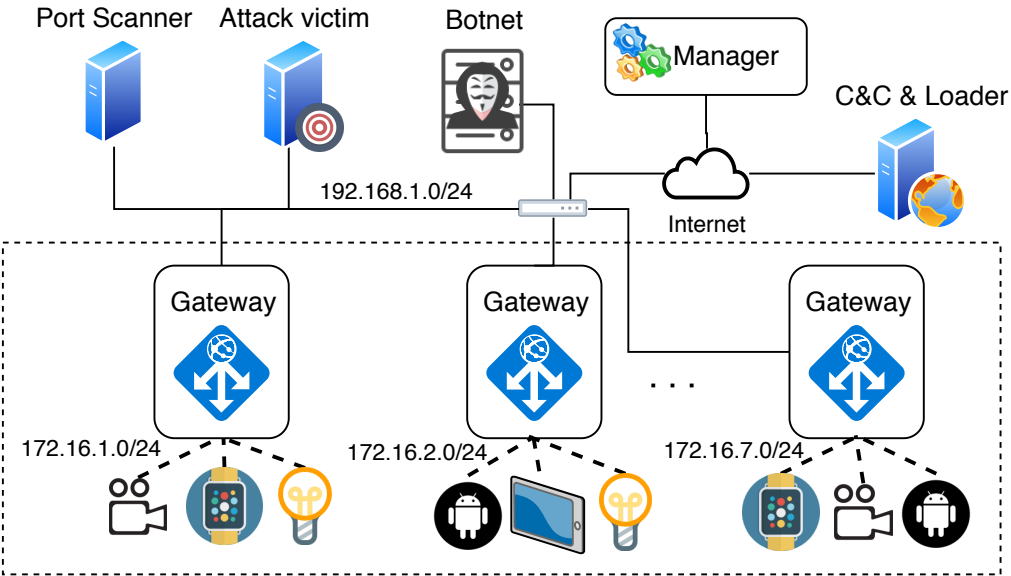 Port Scanner
Attack victim
Botnet
Manager
C&C & Loader
192.168.1.0/24
Internet
Gateway
Gateway
Gateway
. . .
172.16.1.0/24
172.16.2.0/24
172.16.7.0/24